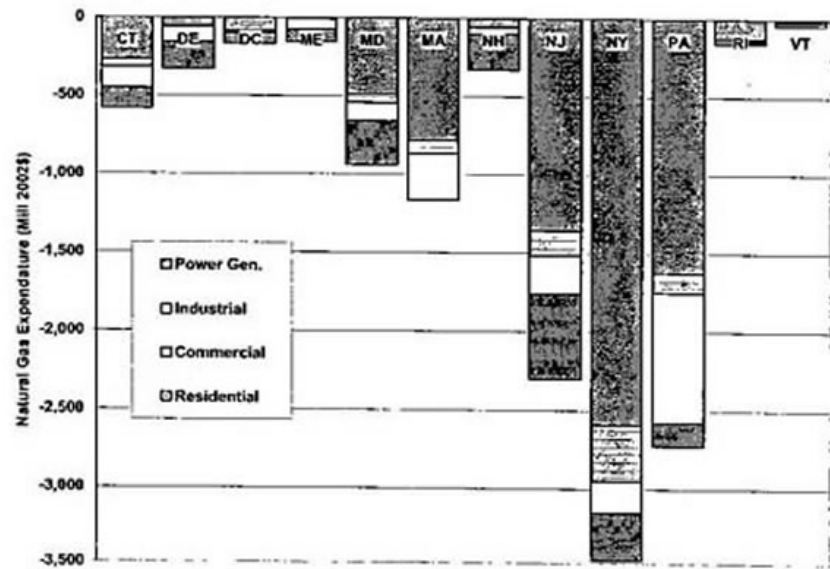 0
CT DE DC ME MD MA NH NJ NY PA RI VT
-500
-1,000
-1,500
-2,000
-2,500
-3,000
-3,500
Natural Gas Expendature (Mill 2002$)
Power Gen.
Industrial
Commercial
Residential